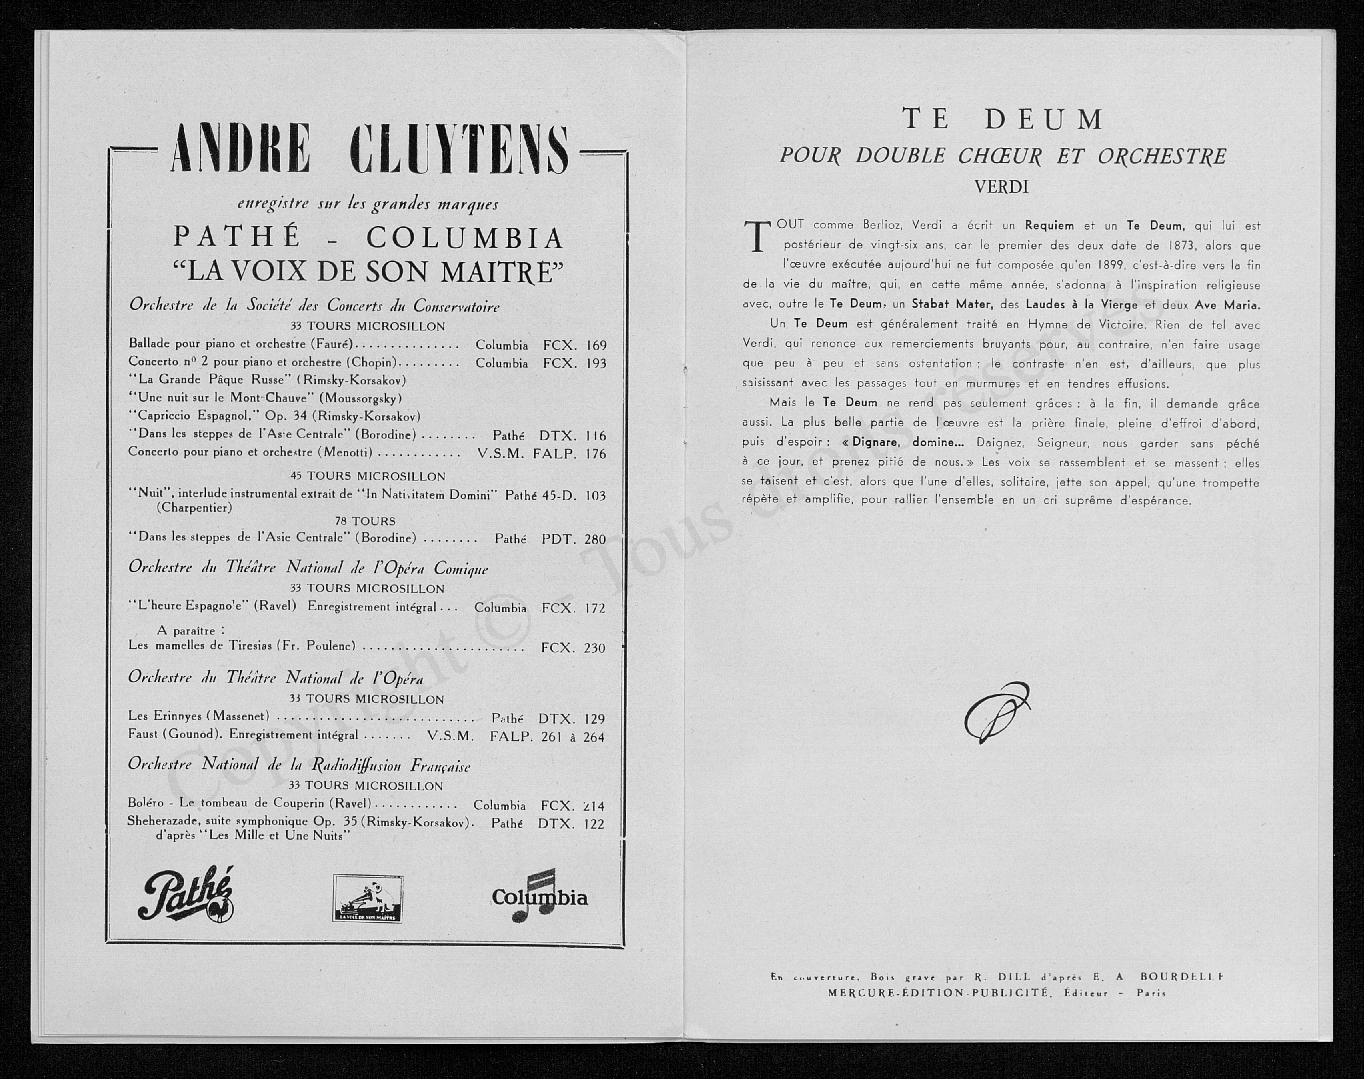 ANDRE CLUYTENS
enregistre sur les grandes marques
PATHÉ - COLUMBIA
“LA VOIX DE SON MAITRE”
Orchestre de la Société des Concerts du Conservatoire
33 TOURS MICROSILLON
Ballade pour piano et orchestre (Fauré)............... Columbia FCX. 169
Concerto nº 2 pour piano et orchestre (Chopin)......... Columbia FCX. 193
“La Grande Pâque Russe” (Rimsky-Korsakov)
“Une nuit sur le Mont-Chauve” (Moussorgsky)
“Capriccio Espagnol,” Op. 34 (Rimsky-Korsakov)
“Dans les steppes de l'Asie Centrale” (Borodine) ........ Pathé DTX. 116
Concerto pour piano et orchestre (Menotti) ............ V.S.M. FALP. 176
45 TOURS MICROSILLON
“Nuit”, interlude instrumental extrait de “In Nativitatem Domini” Pathé 45-D. 103
(Charpentier)
78 TOURS
“Dans les steppes de l'Asie Centrale” (Borodine) ........ Pathé PDT. 280
Orchestre du Théâtre National de l'Opéra Comique
33 TOURS MICROSILLON
“L'heure Espagnole” (Ravel) Enregistrement intégral... Columbia FCX. 172
A paraître :
Les mamelles de Tiresias (Fr. Poulenc) ....................... FCX. 230
Orchestre du Théâtre National de l'Opéra
33 TOURS MICROSILLON
Les Erinnyes (Massenet) ............................ Pathé DTX. 129
Faust (Gounod). Enregistrement intégral ....... V.S.M. FALP. 261 à 264
Orchestre National de la Radiodiffusion Française
33 TOURS MICROSILLON
Boléro - Le tombeau de Couperin (Ravel)............ Columbia FCX. 214
Sheherazade, suite symphonique Op. 35 (Rimsky-Korsakov). Pathé DTX. 122
d'après “Les Mille et Une Nuits”
Pathé
LA VOIX DE SON MAITRE
Columbia
TE DEUM
POUR DOUBLE CHŒUR ET ORCHESTRE
VERDI
TOUT comme Berlioz, Verdi a écrit un Requiem et un Te Deum, qui lui est
postérieur de vingt-six ans, car le premier des deux date de 1873, alors que
l'œuvre exécutée aujourd'hui ne fut composée qu'en 1899, c'est-à-dire vers la fin
de la vie du maître, qui, en cette même année, s'adonna à l'inspiration religieuse
avec, outre le Te Deum, un Stabat Mater, des Laudes à la Vierge et deux Ave Maria.
Un Te Deum est généralement traité en Hymne de Victoire. Rien de tel avec
Verdi, qui renonce aux remerciements bruyants pour, au contraire, n'en faire usage
que peu à peu et sans ostentation ; le contraste n'en est, d'ailleurs, que plus
saisissant avec les passages tout en murmures et en tendres effusions.
Mais le Te Deum ne rend pas seulement grâces : à la fin, il demande grâce
aussi. La plus belle partie de l'œuvre est la prière finale, pleine d'effroi d'abord,
puis d'espoir : « Dignare, domine... Daignez, Seigneur, nous garder sans péché
à ce jour, et prenez pitié de nous.» Les voix se rassemblent et se massent ; elles
se taisent et c'est, alors que l'une d'elles, solitaire, jette son appel, qu'une trompette
répète et amplifie, pour rallier l'ensemble en un cri suprême d'espérance.
En couverture, Bois gravé par R. DILL d'après E. A. BOURDELLE
MERCURE-ÉDITION-PUBLICITÉ, Éditeur - Paris
Copyright © - Tous droits réservés